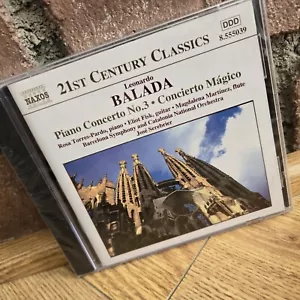 NAXOS
21ST CENTURY CLASSICS
DDD
8.555039
Leonardo
BALADA
Piano Concerto No.3 • Concierto Mágico
Rosa Torres-Pardo, piano • Eliot Fisk, guitar • Magdalena Martínez, flute
Barcelona Symphony and Catalonia National Orchestra
José Serebrier